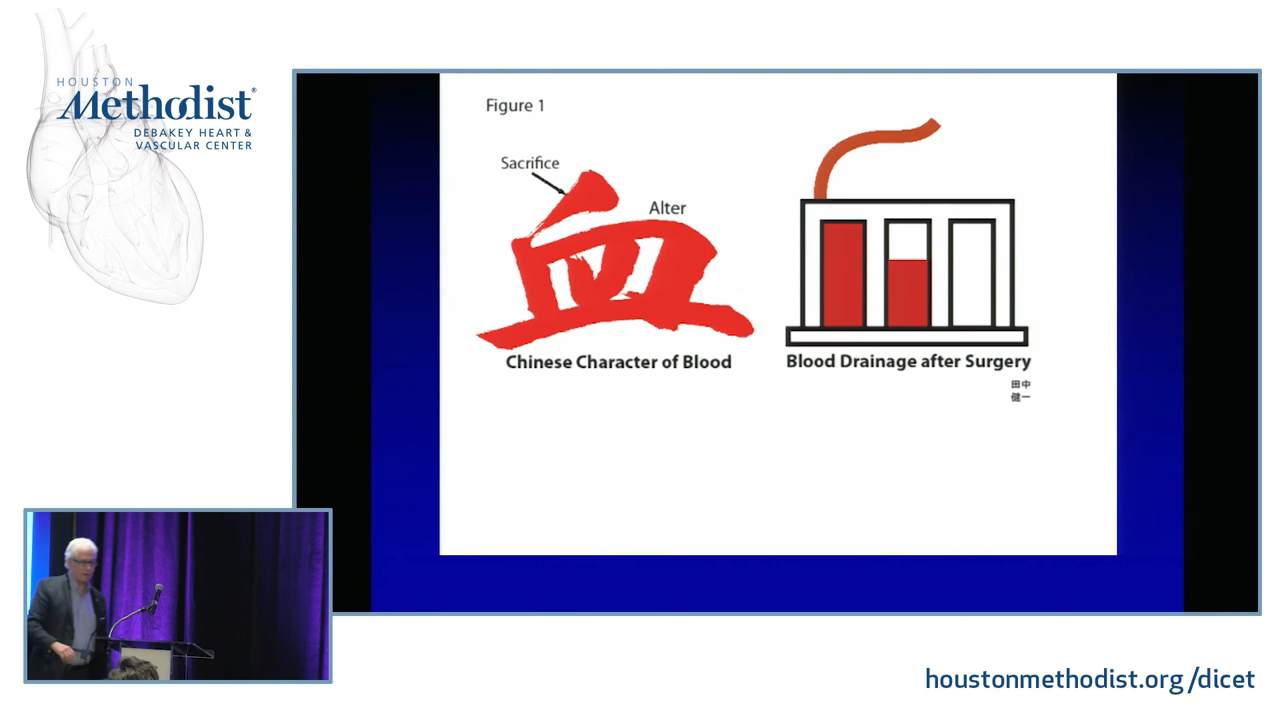 HOUSTON
Methodist®
DEBAKEY HEART &
VASCULAR CENTER
Figure 1
Sacrifice
Alter
血
Chinese Character of Blood
Blood Drainage after Surgery
田中
健一
houstonmethodist.org/dicet